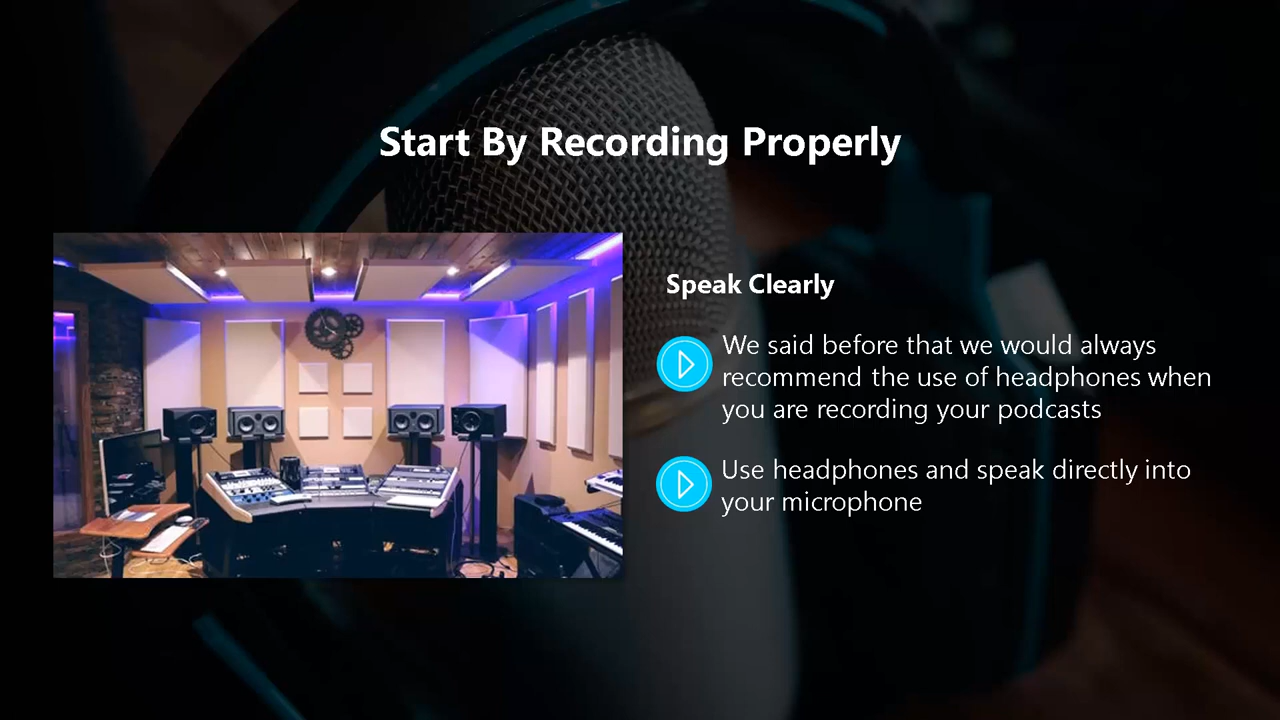 Start By Recording Properly
Speak Clearly
We said before that we would always
recommend the use of headphones when
you are recording your podcasts
Use headphones and speak directly into
your microphone